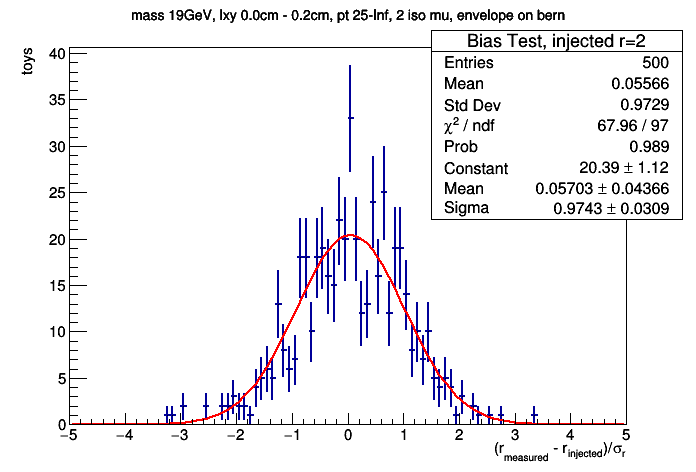 mass 19GeV, lxy 0.0cm - 0.2cm, pt 25-Inf, 2 iso mu, envelope on bern
Bias Test, injected r=2
Entries 500
Mean 0.05566
Std Dev 0.9729
χ² / ndf 67.96 / 97
Prob 0.989
Constant 20.39 ± 1.12
Mean 0.05703 ± 0.04366
Sigma 0.9743 ± 0.0309
toys
40
35
30
25
20
15
10
5
0
−5 −4 −3 −2 −1 0 1 2 3 4 5
(r_measured - r_injected)/σ_r